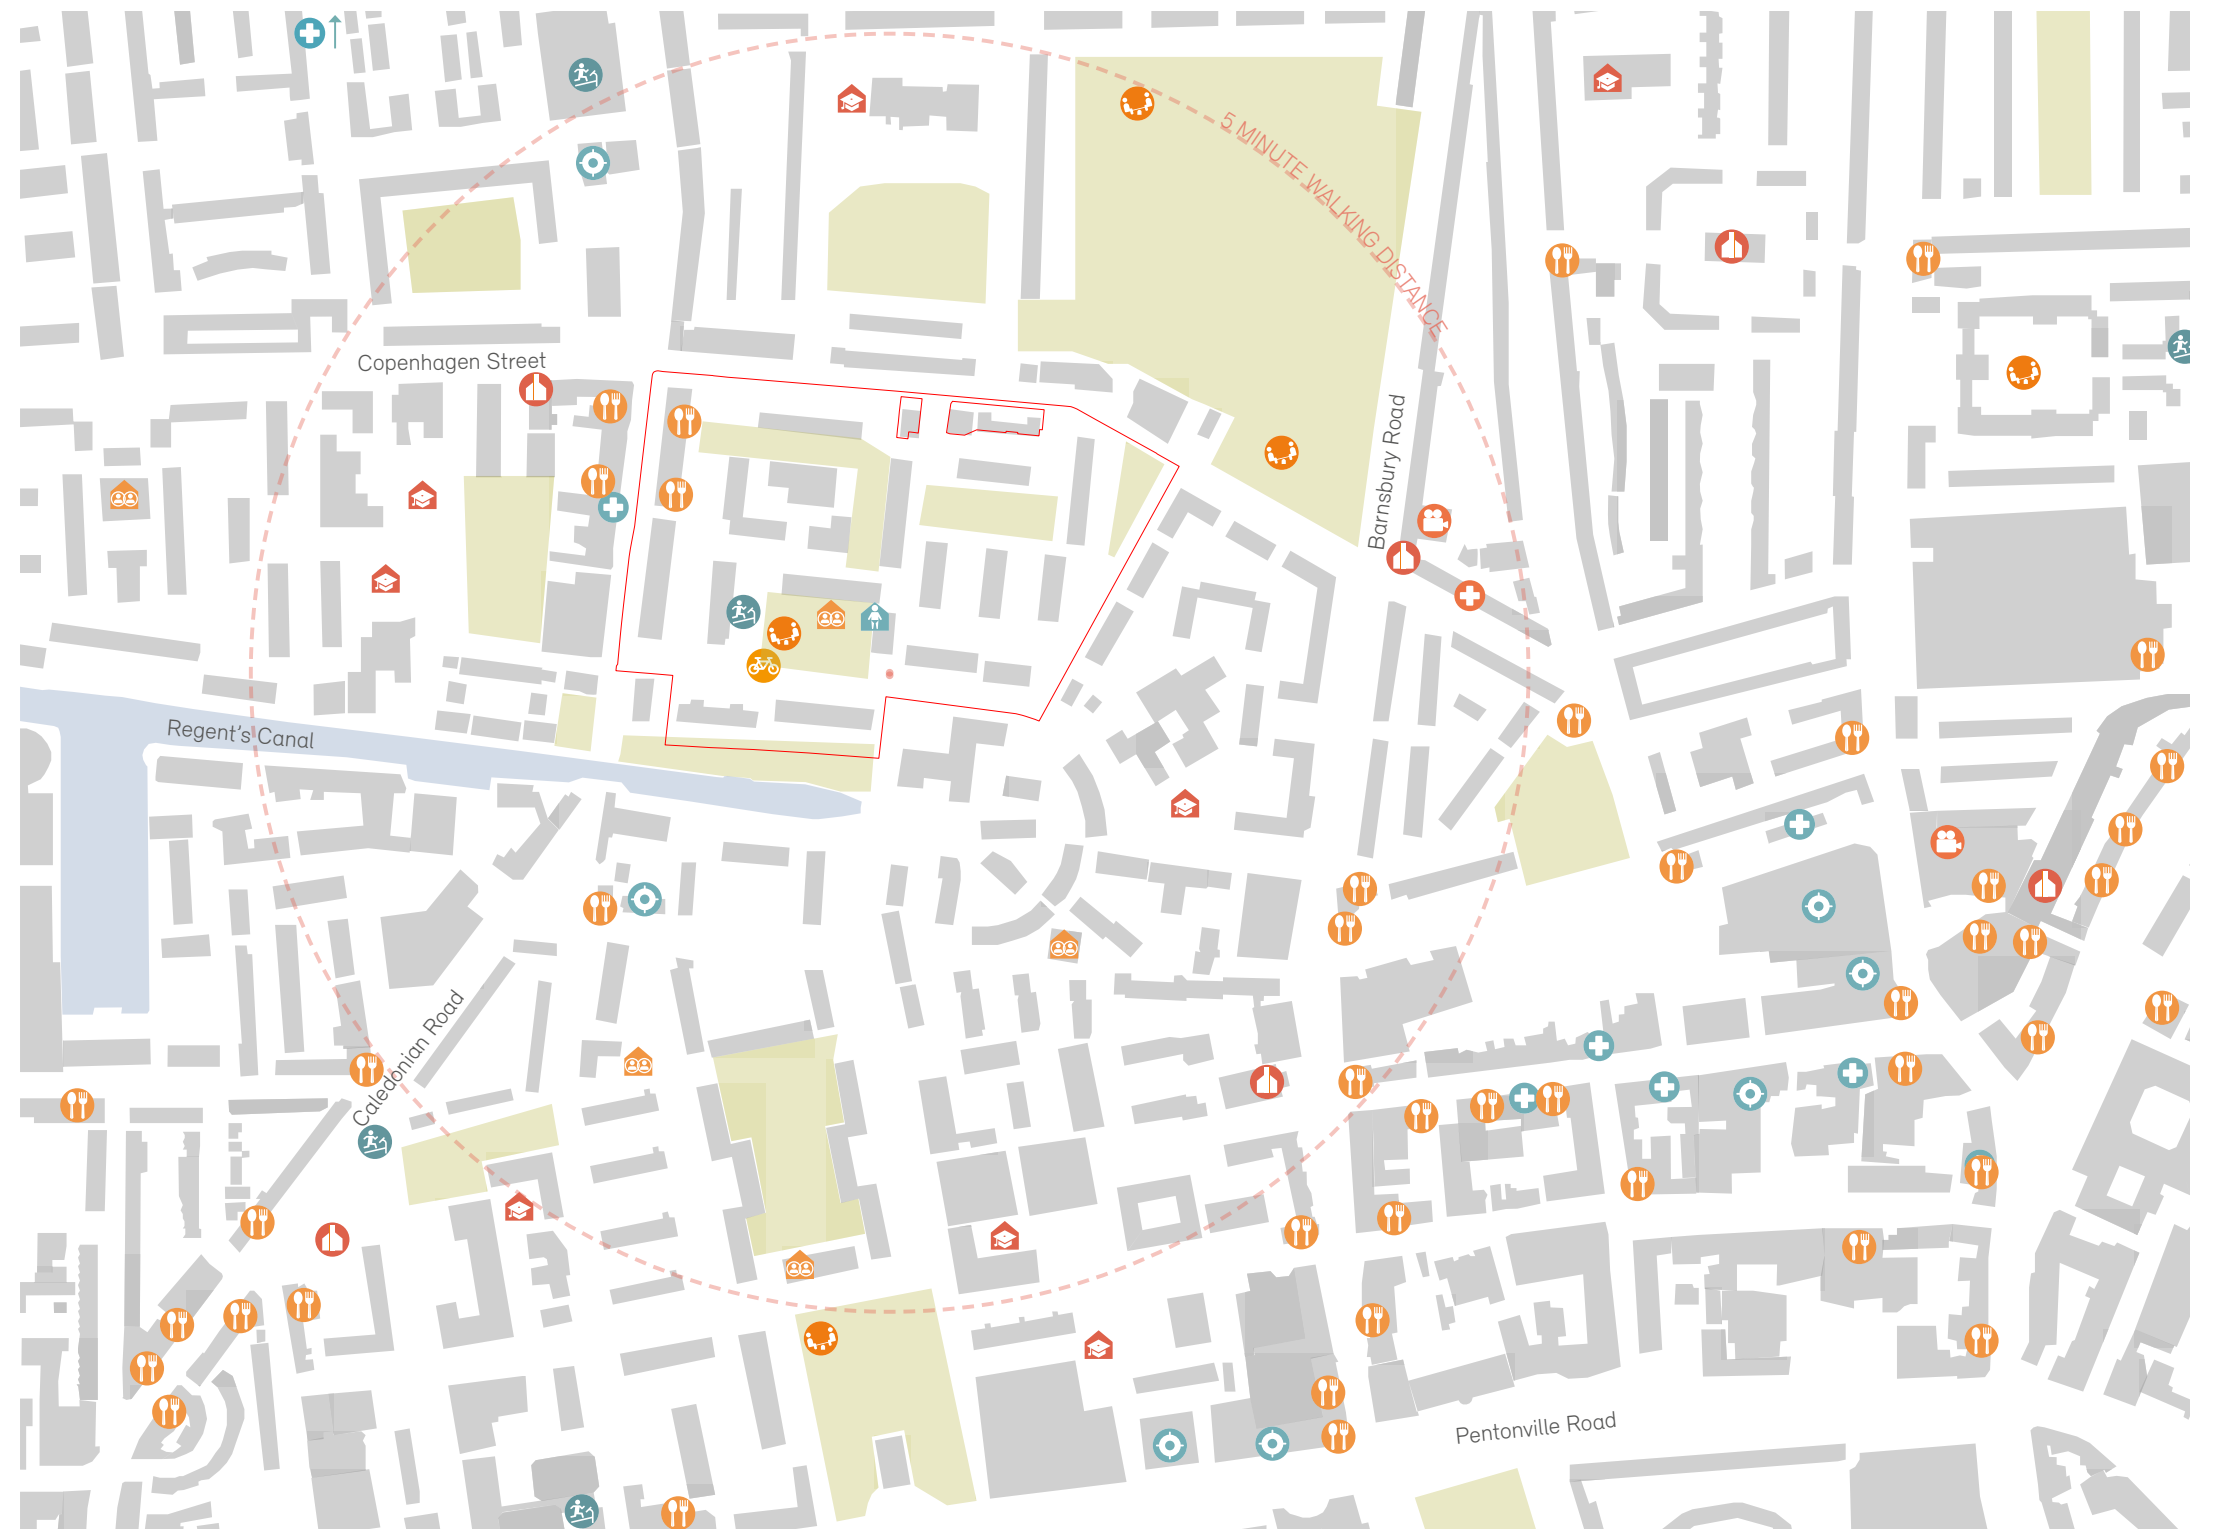 5 MINUTE WALKING DISTANCE
Copenhagen Street
Barnsbury Road
Regent's Canal
Caledonian Road
Pentonville Road